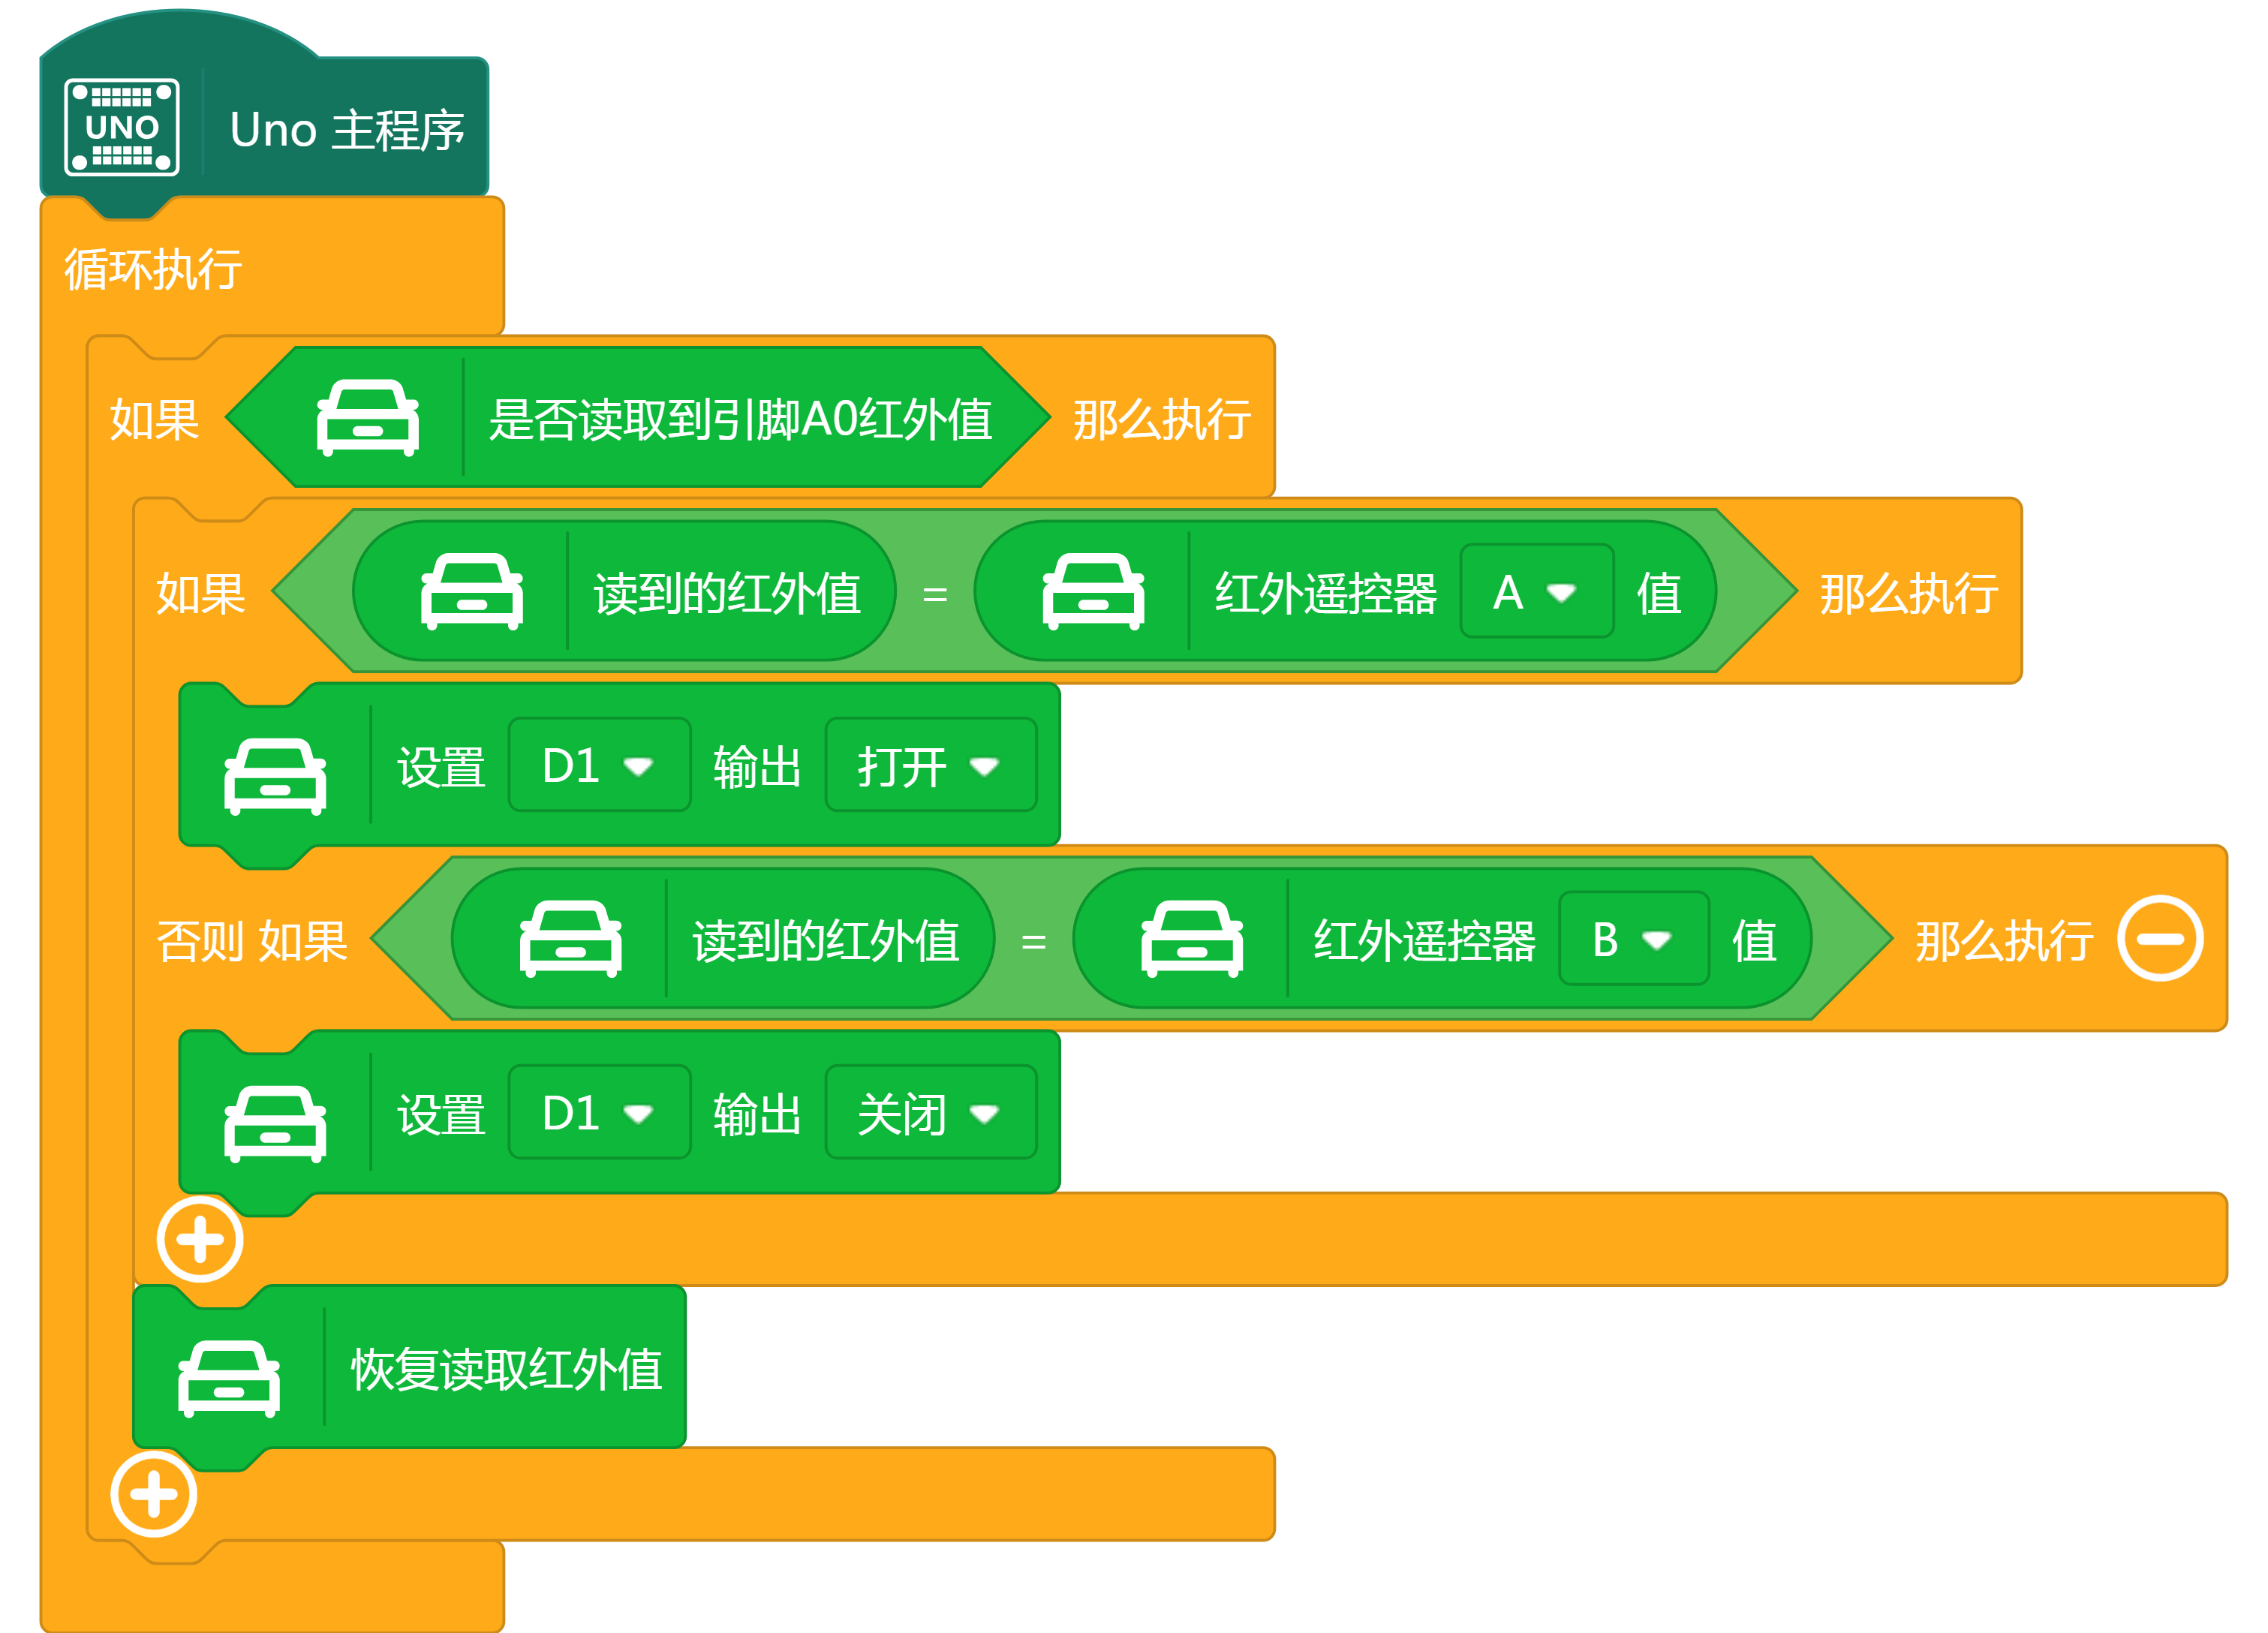 UNO Uno 主程序
循环执行
如果 是否读取到引脚A0红外值 那么执行
如果 读到的红外值 = 红外遥控器 A 值 那么执行
设置 D1 输出 打开
否则 如果 读到的红外值 = 红外遥控器 B 值 那么执行
设置 D1 输出 关闭
恢复读取红外值